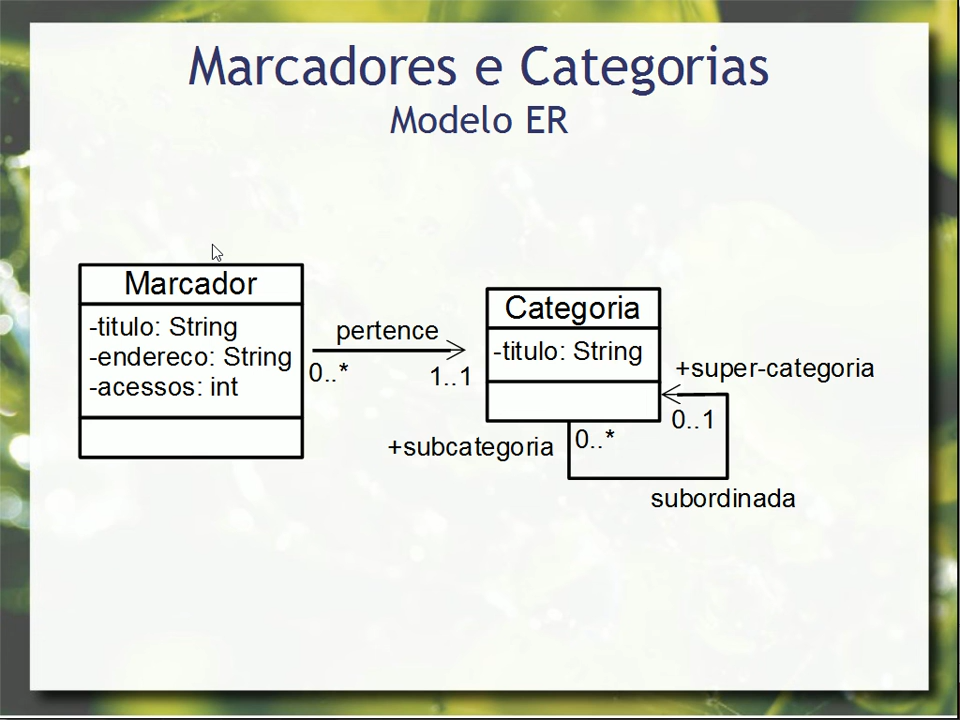 Marcadores e Categorias
Modelo ER
Marcador
-titulo: String
-endereco: String
-acessos: int
pertence
0..*
1..1
Categoria
-titulo: String
+super-categoria
0..1
+subcategoria
0..*
subordinada